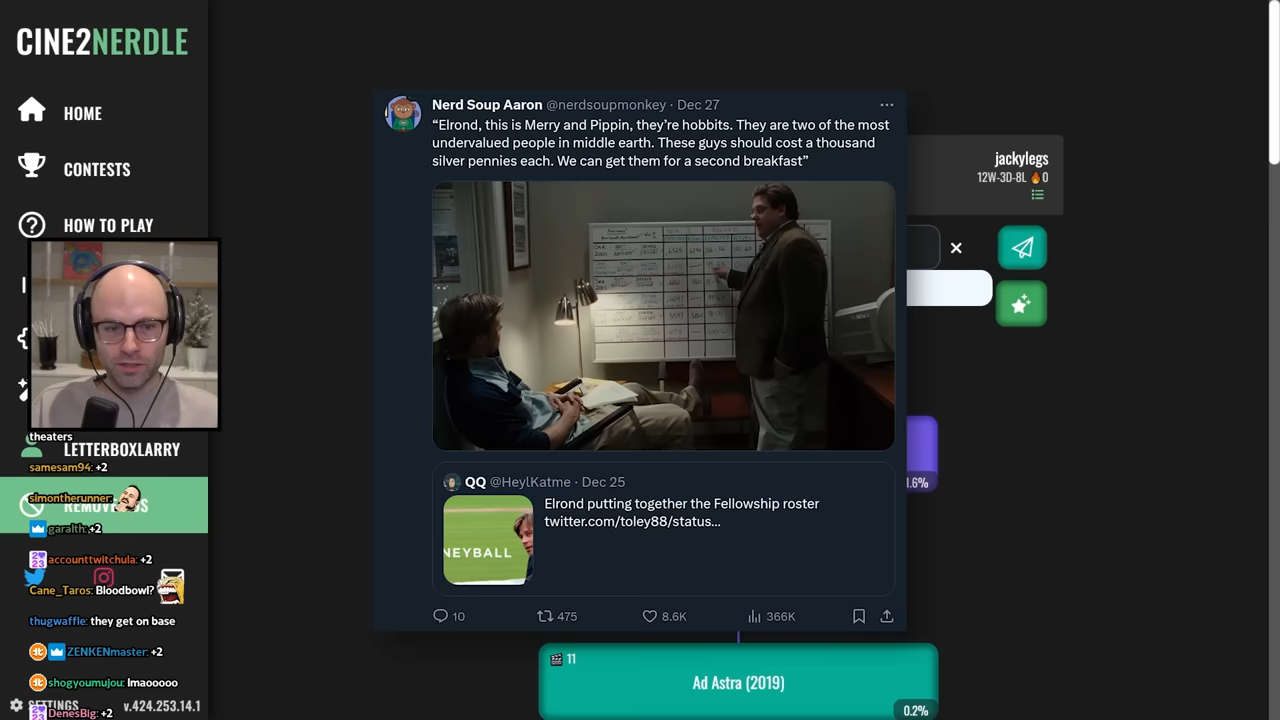 CINE2NERDLE
HOME
CONTESTS
HOW TO PLAY
LETTERBOXLARRY
SETTINGS
v.424.253.14.1
theaters
samesam94: +2
simontherunner:
garalth: +2
accounttwitchula: +2
Cane_Taros: Bloodbowl?
thugwaffle: they get on base
ZENKENmaster: +2
shogyoumujou: lmaooooo
DenesBig: +2
Nerd Soup Aaron @nerdsoupmonkey · Dec 27
“Elrond, this is Merry and Pippin, they’re hobbits. They are two of the most
undervalued people in middle earth. These guys should cost a thousand
silver pennies each. We can get them for a second breakfast”
QQ @HeylKatme · Dec 25
Elrond putting together the Fellowship roster
twitter.com/toley88/status...
NEYBALL
10
475
8.6K
366K
jackylegs
12W-3D-8L 0
1.6%
11
Ad Astra (2019)
0.2%